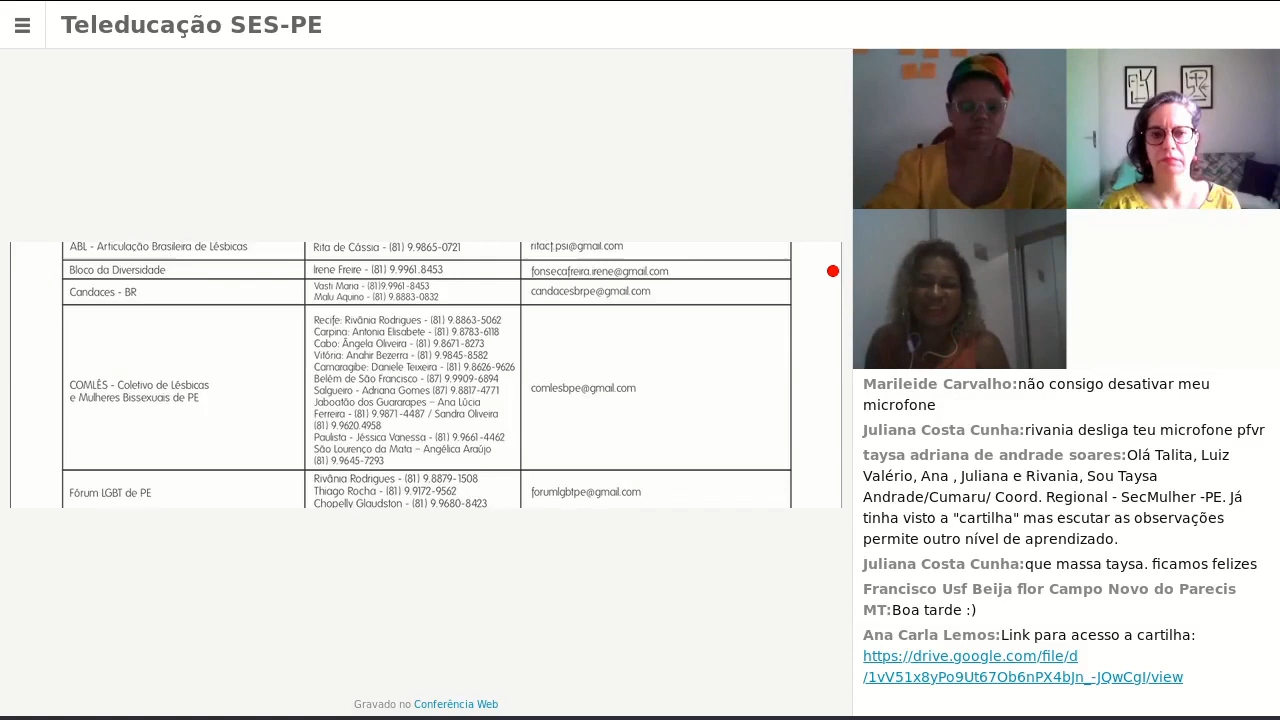 Teleducação SES-PE
ABL - Articulação Brasileira de Lésbicas
Rita de Cássia - (81) 9.9865-0721
ritacf.psi@gmail.com
Bloco da Diversidade
Irene Freire - (81) 9.9961.8453
fonsecafreira.irene@gmail.com
Candaces - BR
Vasti Maria - (81)9.9961-8453
Malu Aquino - (81) 9.8883-0832
candacesbrpe@gmail.com
COMLÉS - Coletivo de Lésbicas
e Mulheres Bissexuais de PE
Recife: Rivânia Rodrigues - (81) 9.8863-5062
Carpina: Antonia Elisabete - (81) 9.8783-6118
Cabo: Ângela Oliveira - (81) 9.8671-8273
Vitória: Anahir Bezerra - (81) 9.9845-8582
Camaragibe: Daniele Teixeira - (81) 9.8626-9626
Belém de São Francisco - (87) 9.9909-6894
Salgueiro - Adriana Gomes (87) 9.8817-4771
Jaboatão dos Guararapes – Ana Lúcia
Ferreira - (81) 9.9871-4487 / Sandra Oliveira
(81) 9.9620.4958
Paulista - Jéssica Vanessa - (81) 9.9661-4462
São Lourenço da Mata – Angélica Araújo
(81) 9.9645-7293
comlesbpe@gmail.com
Fórum LGBT de PE
Rivânia Rodrigues - (81) 9.8879-1508
Thiago Rocha - (81) 9.9172-9562
Chopelly Glaudston - (81) 9.9680-8423
forumlgbtpe@gmail.com
Marileide Carvalho:não consigo desativar meu
microfone
Juliana Costa Cunha:rivania desliga teu microfone pfvr
taysa adriana de andrade soares:Olá Talita, Luiz
Valério, Ana , Juliana e Rivania, Sou Taysa
Andrade/Cumaru/ Coord. Regional - SecMulher -PE. Já
tinha visto a "cartilha" mas escutar as observações
permite outro nível de aprendizado.
Juliana Costa Cunha:que massa taysa. ficamos felizes
Francisco Usf Beija flor Campo Novo do Parecis
MT:Boa tarde :)
Ana Carla Lemos:Link para acesso a cartilha:
https://drive.google.com/file/d
/1vV51x8yPo9Ut67Ob6nPX4bJn_-JQwCgI/view
Gravado no Conferência Web